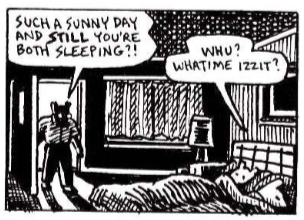 SUCH A SUNNY DAY
AND STILL YOU'RE
BOTH SLEEPING?!
WHU?
WHATIME IZZIT?